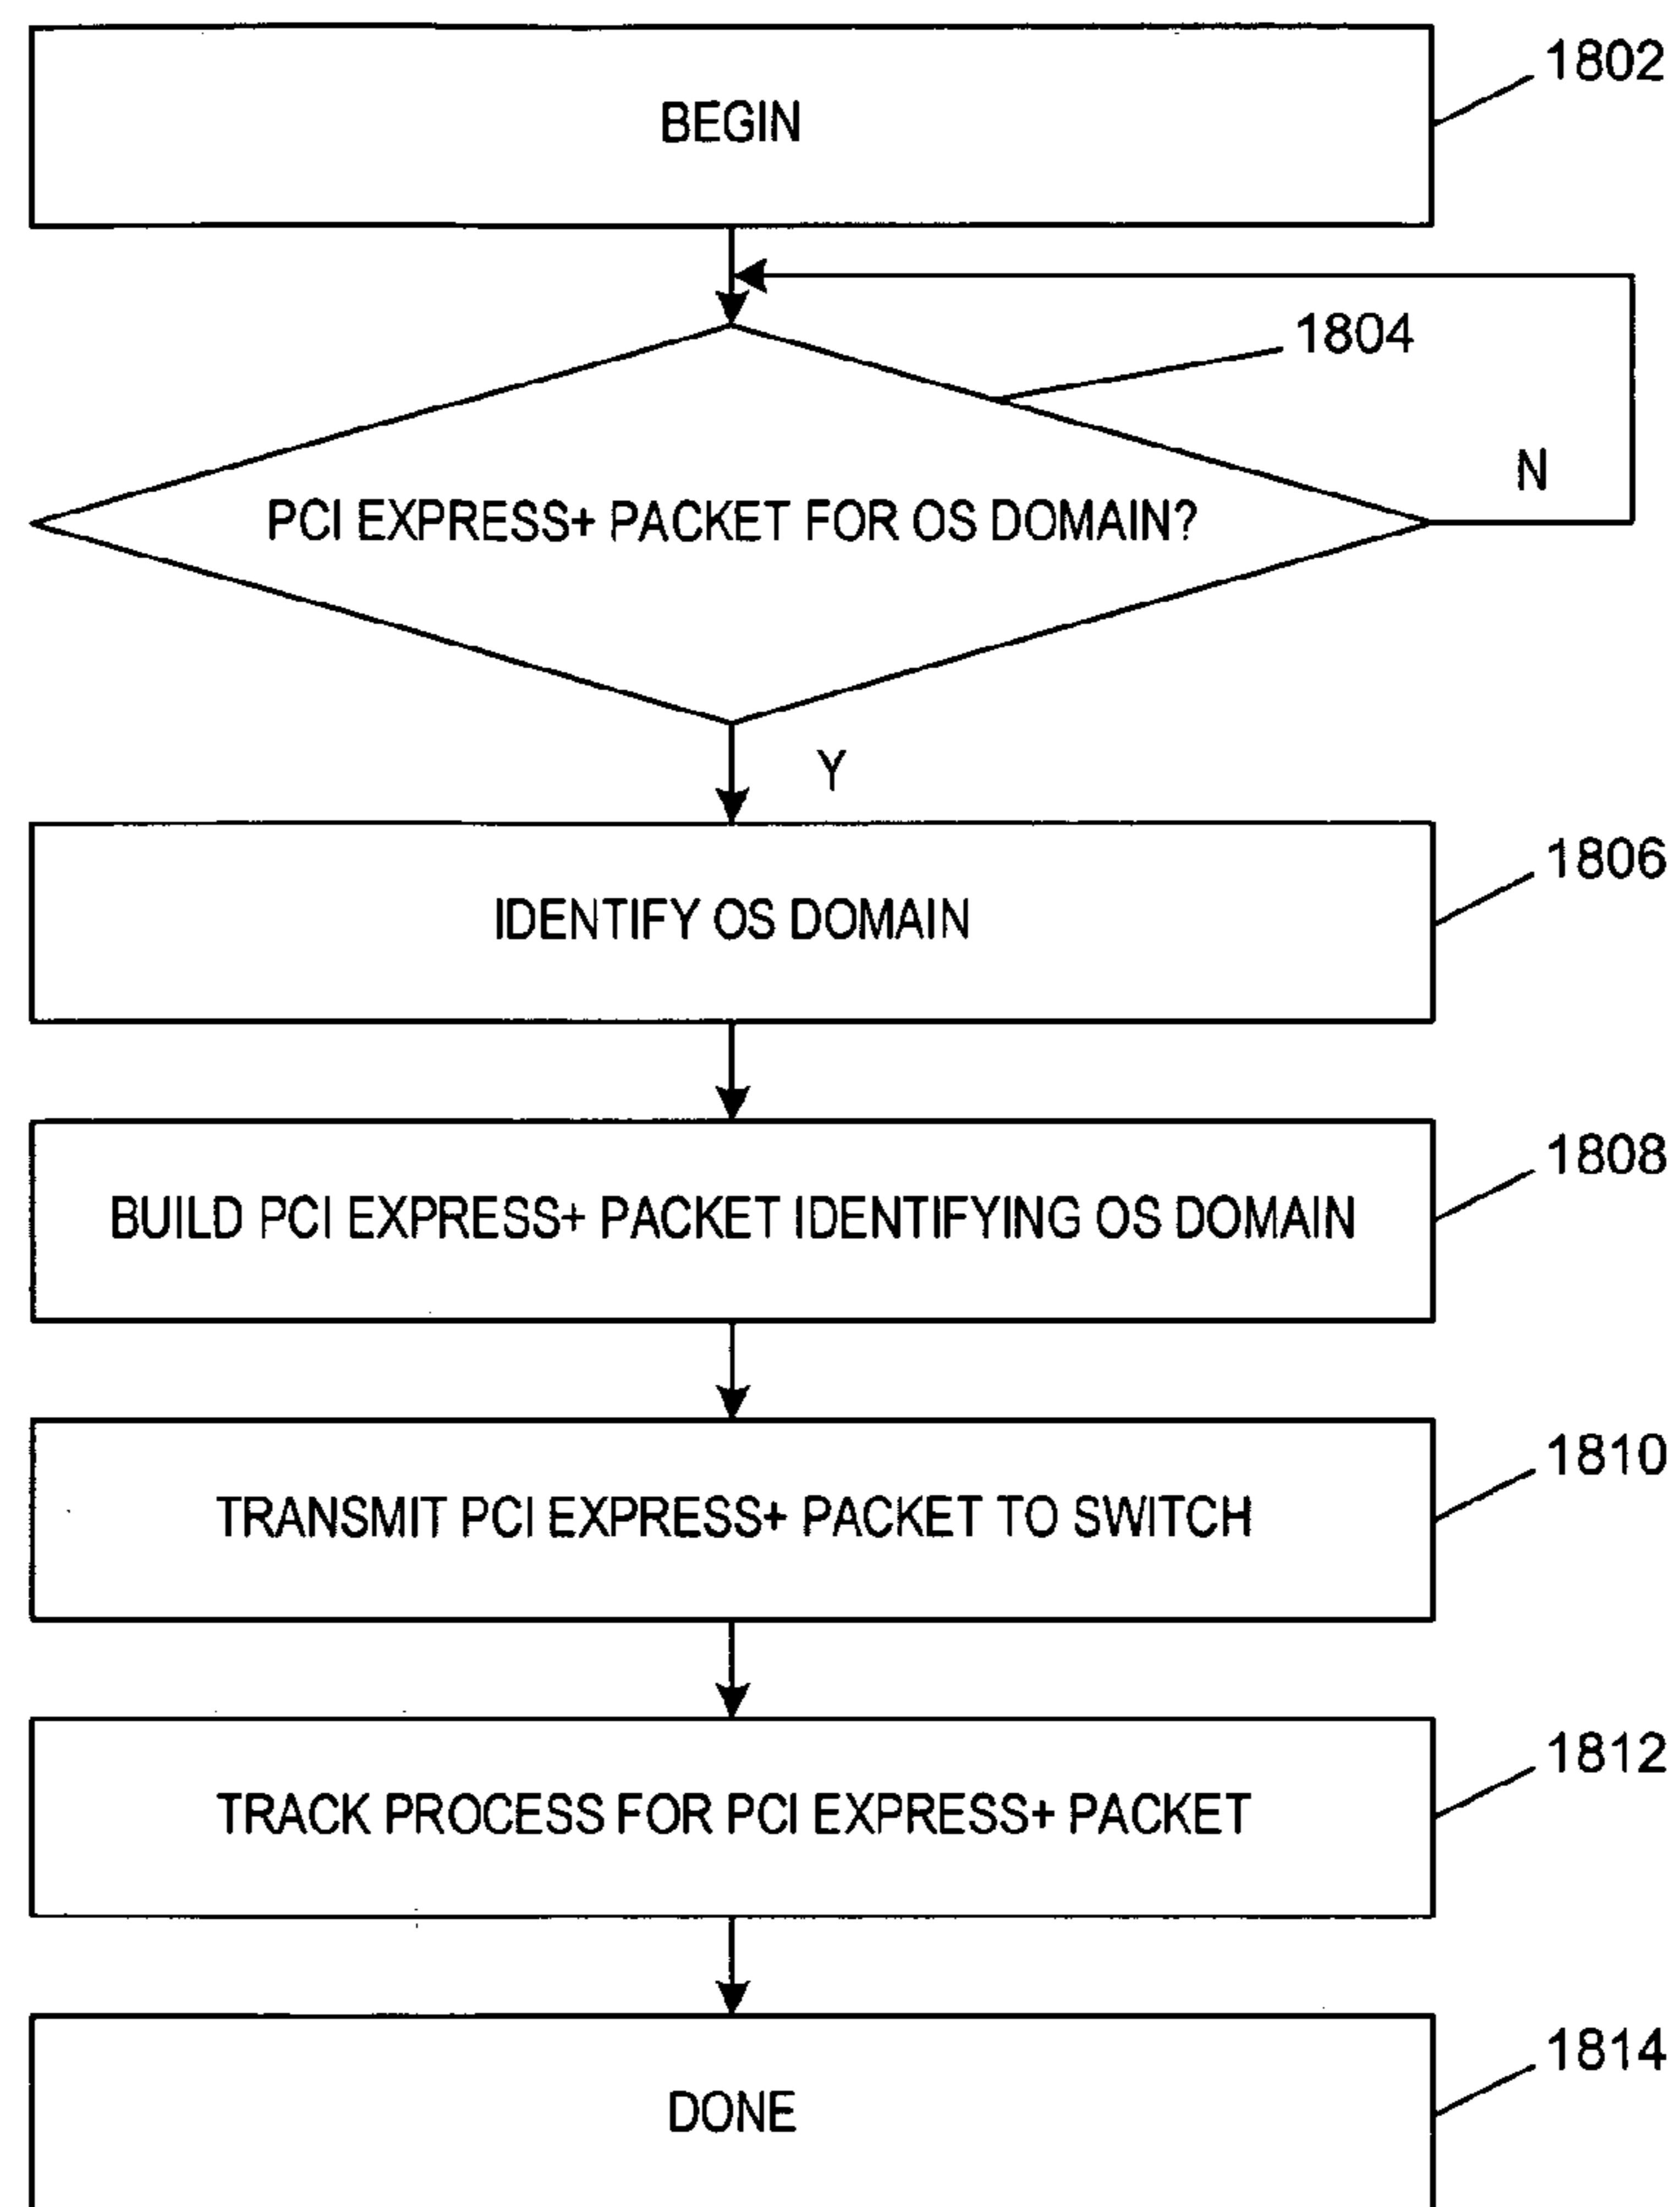 1802
BEGIN
1804
N
PCI EXPRESS+ PACKET FOR OS DOMAIN?
Y
1806
IDENTIFY OS DOMAIN
1808
BUILD PCI EXPRESS+ PACKET IDENTIFYING OS DOMAIN
1810
TRANSMIT PCI EXPRESS+ PACKET TO SWITCH
1812
TRACK PROCESS FOR PCI EXPRESS+ PACKET
1814
DONE